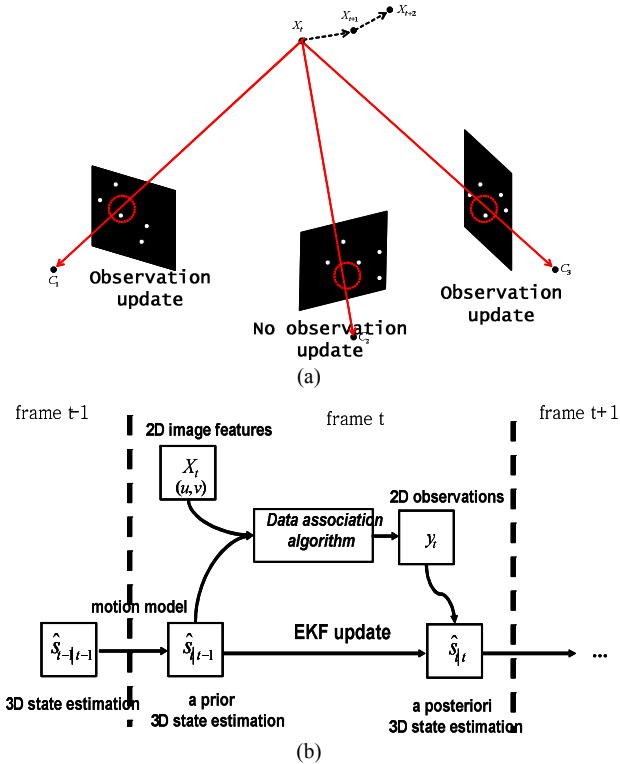 X_t
X_{t+1}
X_{t+2}
C_1
Observation
update
No observation
update
C_2
Observation
update
C_3
(a)
frame t-1
frame t
frame t+1
2D image features
X_t
(u,v)
Data association
algorithm
2D observations
y_t
motion model
ŝ_{t-1|t-1}
ŝ_{t|t-1}
EKF update
ŝ_{t|t}
...
3D state estimation
a prior
3D state estimation
a posteriori
3D state estimation
(b)